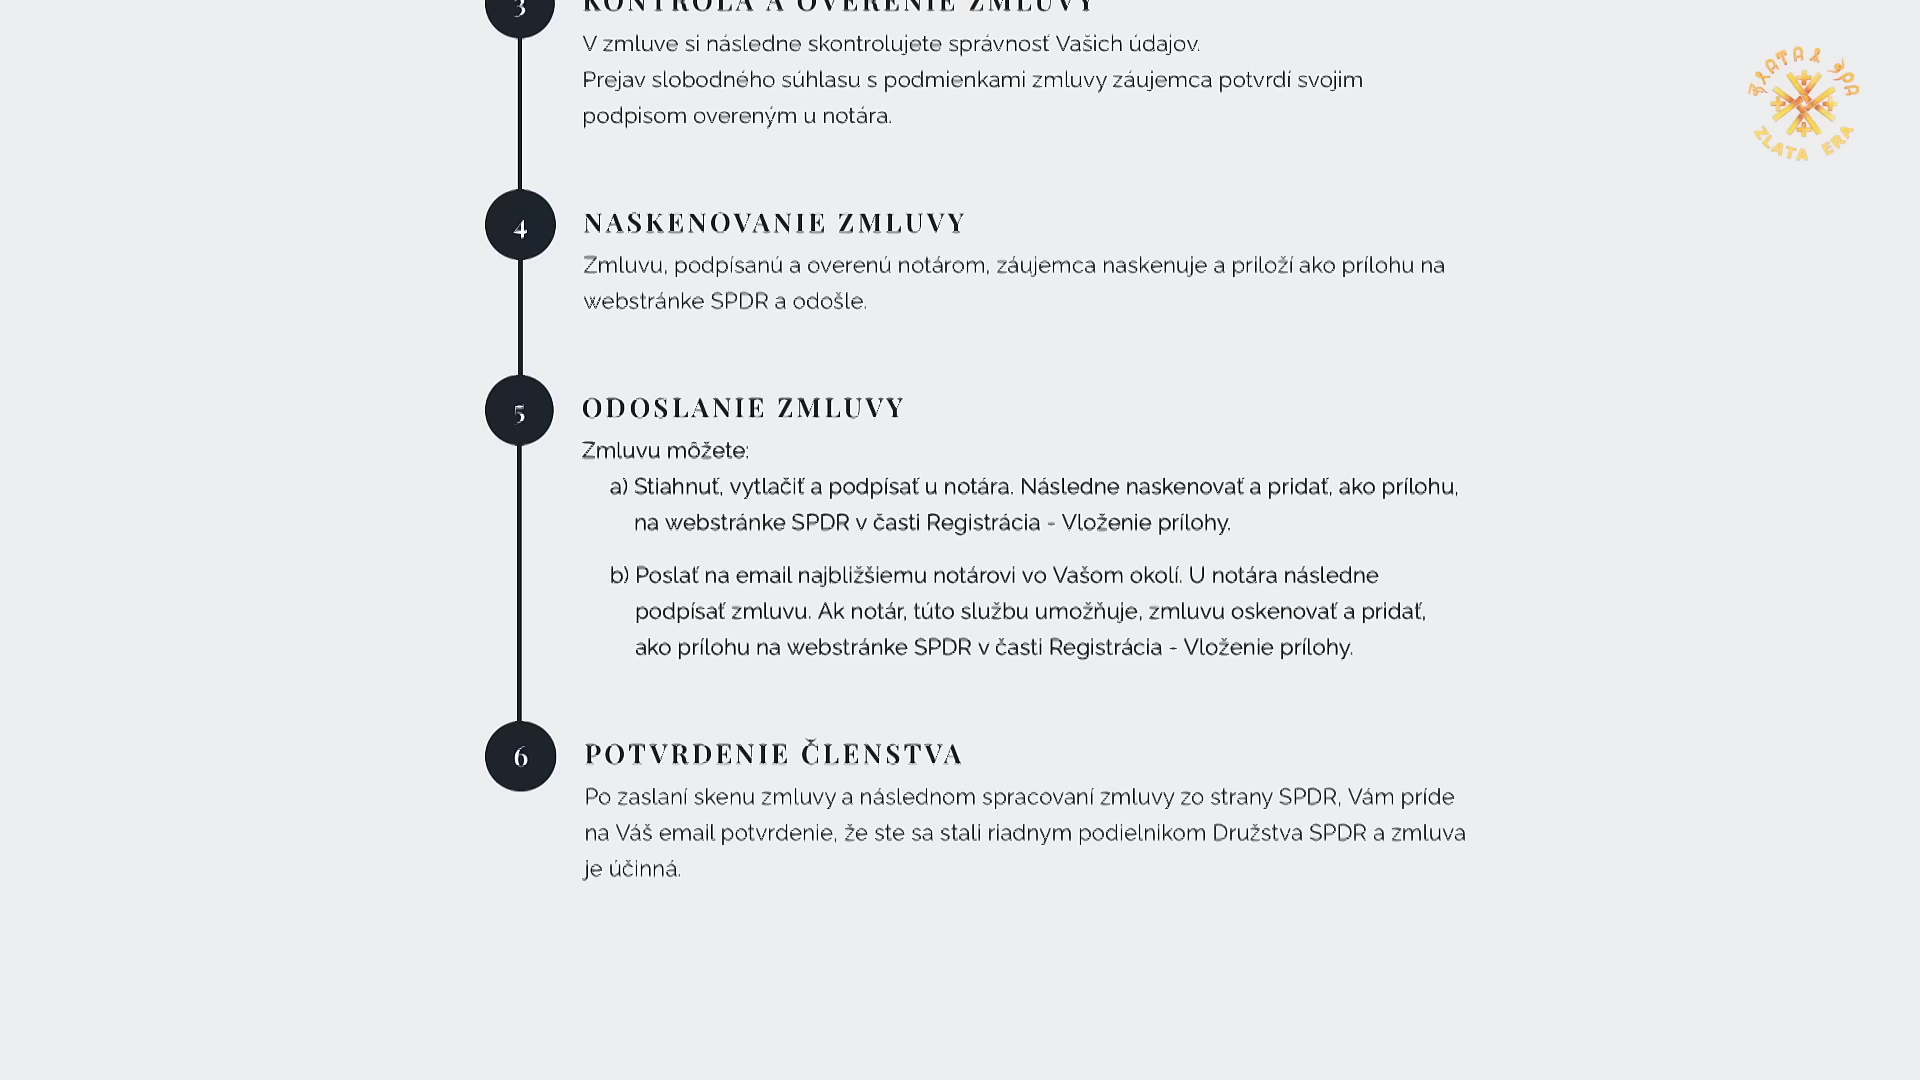 3
KONTROLA A OVERENIE ZMLUVY
V zmluve si následne skontrolujete správnosť Vašich údajov.
Prejav slobodného súhlasu s podmienkami zmluvy záujemca potvrdí svojim
podpisom overeným u notára.
4
NASKENOVANIE ZMLUVY
Zmluvu, podpísanú a overenú notárom, záujemca naskenuje a priloží ako prílohu na
webstránke SPDR a odošle.
5
ODOSLANIE ZMLUVY
Zmluvu môžete:
a) Stiahnuť, vytlačiť a podpísať u notára. Následne naskenovať a pridať, ako prílohu,
na webstránke SPDR v časti Registrácia - Vloženie prílohy.
b) Poslať na email najbližšiemu notárovi vo Vašom okolí. U notára následne
podpísať zmluvu. Ak notár, túto službu umožňuje, zmluvu oskenovať a pridať,
ako prílohu na webstránke SPDR v časti Registrácia - Vloženie prílohy.
6
POTVRDENIE ČLENSTVA
Po zaslaní skenu zmluvy a následnom spracovaní zmluvy zo strany SPDR, Vám príde
na Váš email potvrdenie, že ste sa stali riadnym podielnikom Družstva SPDR a zmluva
je účinná.
ZLATA ERA